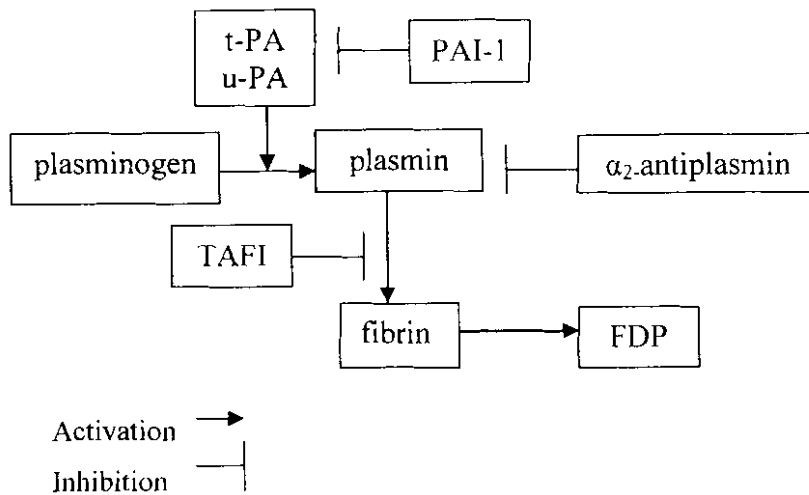 t-PA
u-PA
PAI-1
plasminogen
plasmin
α₂-antiplasmin
TAFI
fibrin
FDP
Activation
Inhibition